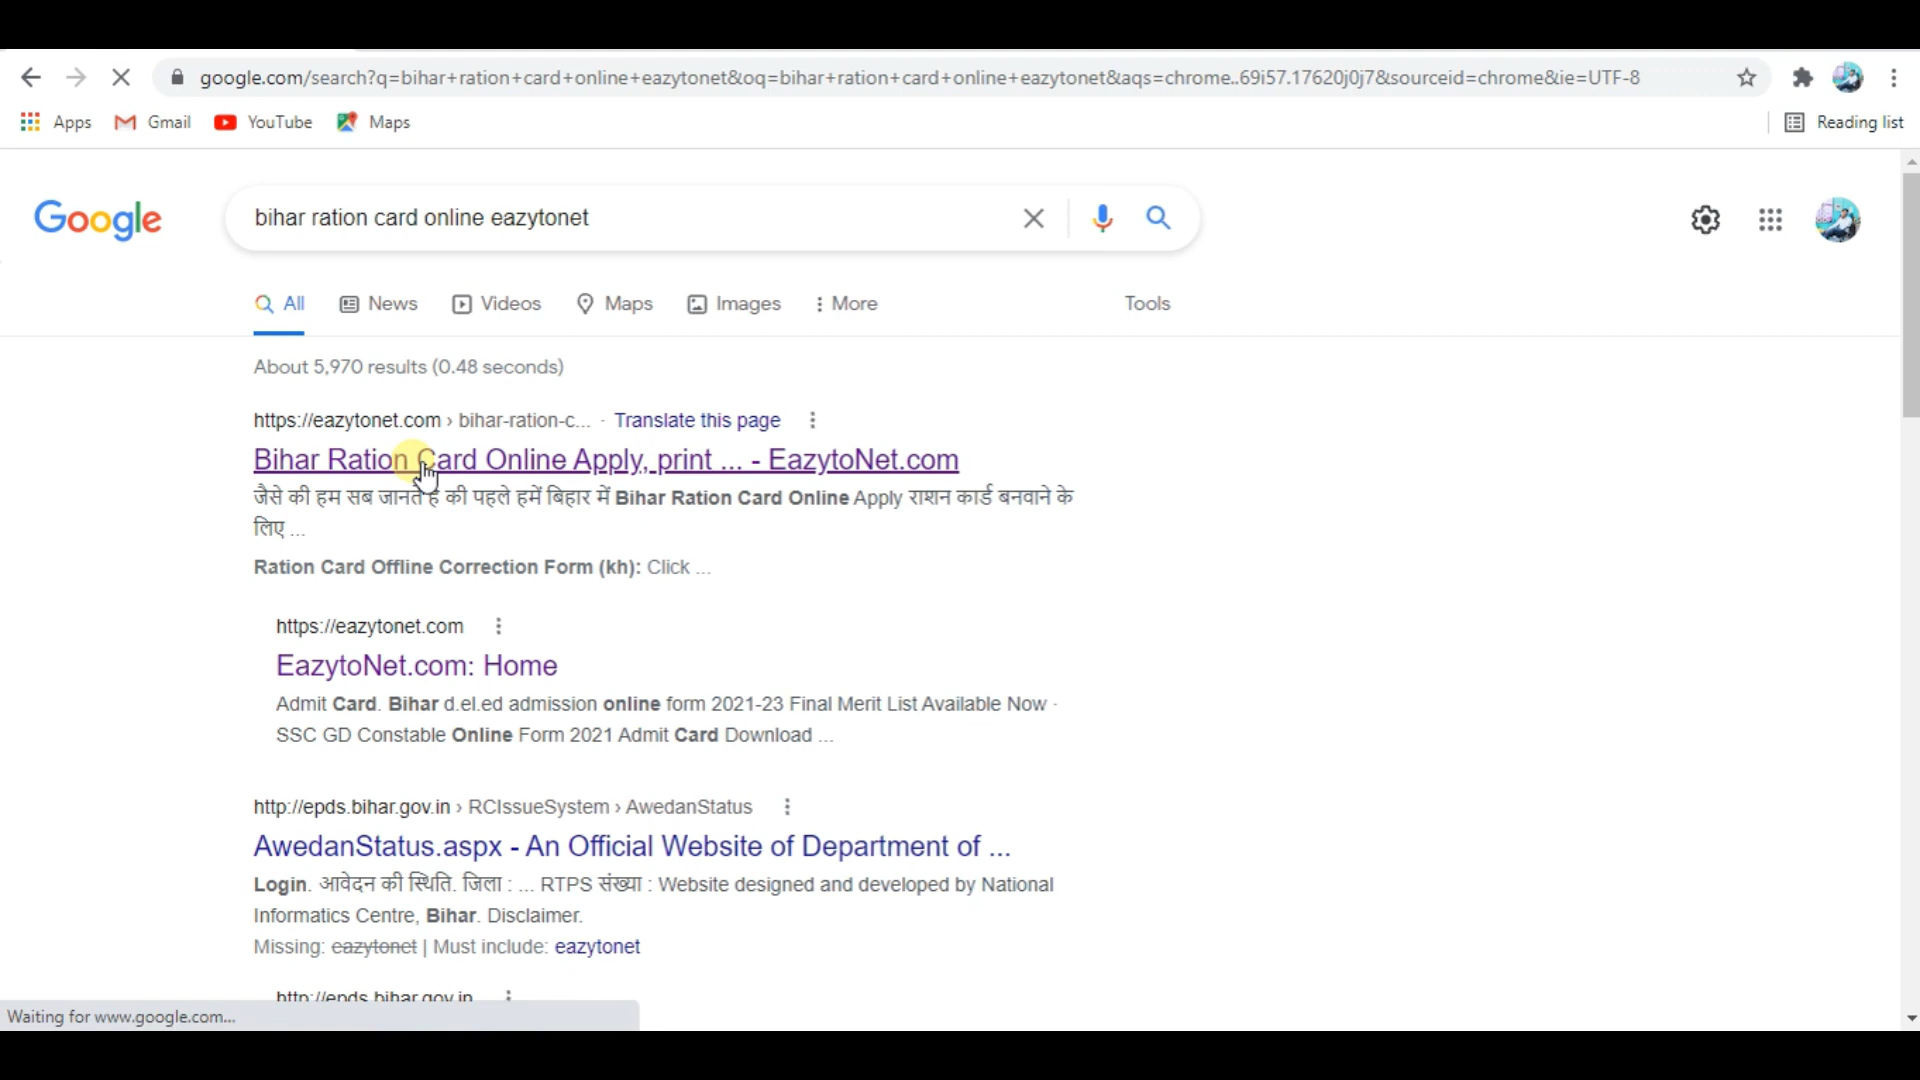 google.com/search?q=bihar+ration+card+online+eazytonet&oq=bihar+ration+card+online+eazytonet&aqs=chrome..69i57.17620j0j7&sourceid=chrome&ie=UTF-8
Apps Gmail YouTube Maps Reading list
Google bihar ration card online eazytonet
All News Videos Maps Images More Tools
About 5,970 results (0.48 seconds)
https://eazytonet.com › bihar-ration-c... · Translate this page
Bihar Ration Card Online Apply, print ... - EazytoNet.com
जैसे की हम सब जानते है की पहले हमें बिहार में Bihar Ration Card Online Apply राशन कार्ड बनवाने के
लिए ...
Ration Card Offline Correction Form (kh): Click ...
https://eazytonet.com
EazytoNet.com: Home
Admit Card. Bihar d.el.ed admission online form 2021-23 Final Merit List Available Now ·
SSC GD Constable Online Form 2021 Admit Card Download ...
http://epds.bihar.gov.in › RCIssueSystem › AwedanStatus
AwedanStatus.aspx - An Official Website of Department of ...
Login. आवेदन की स्थिति. जिला : ... RTPS संख्या : Website designed and developed by National
Informatics Centre, Bihar. Disclaimer.
Missing: eazytonet | Must include: eazytonet
http://epds.bihar.gov.in
Waiting for www.google.com...